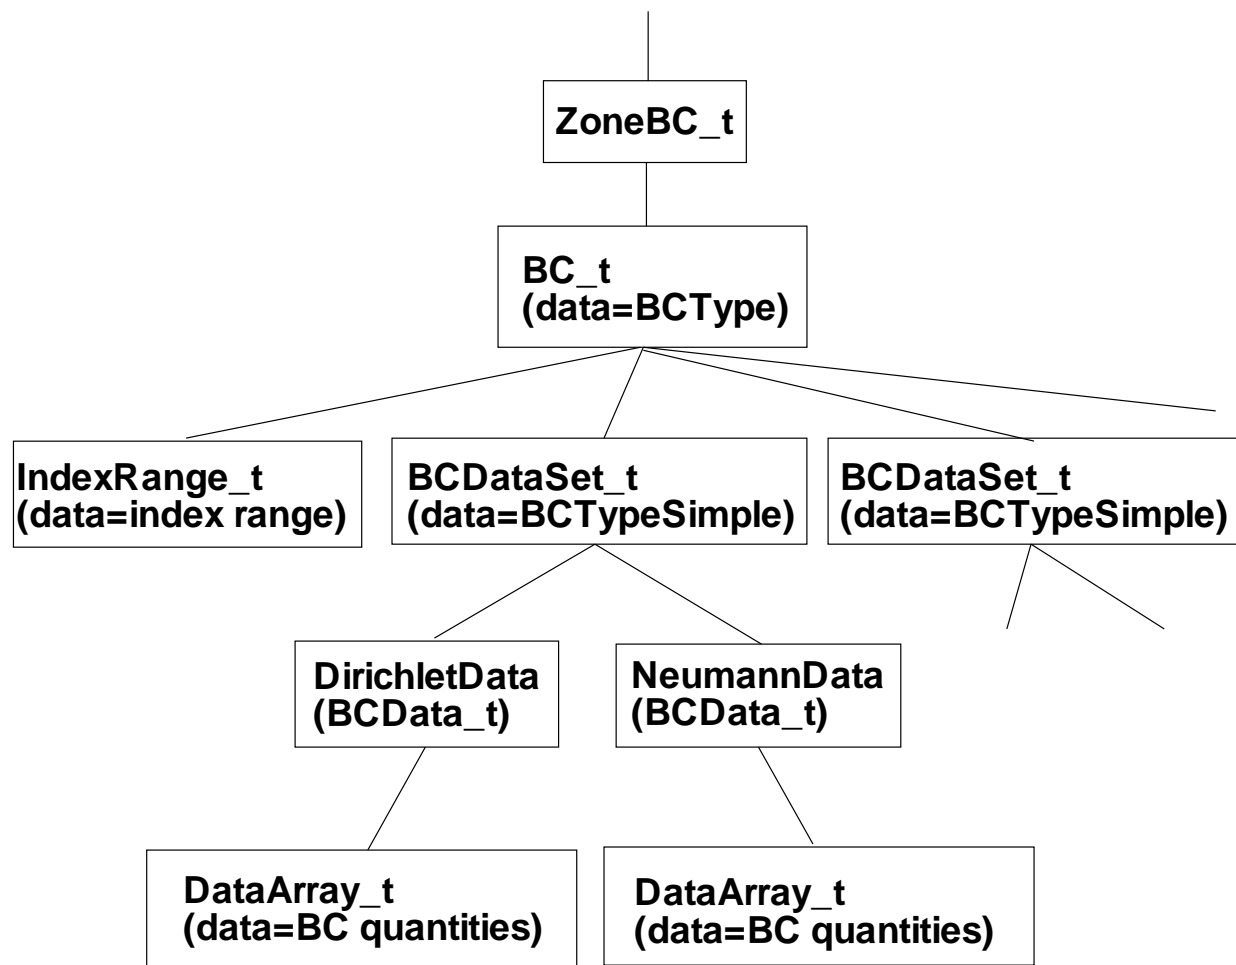 ZoneBC_t
BC_t
(data=BCType)
IndexRange_t
(data=index range)
BCDataSet_t
(data=BCTypeSimple)
BCDataSet_t
(data=BCTypeSimple)
DirichletData
(BCData_t)
NeumannData
(BCData_t)
DataArray_t
(data=BC quantities)
DataArray_t
(data=BC quantities)